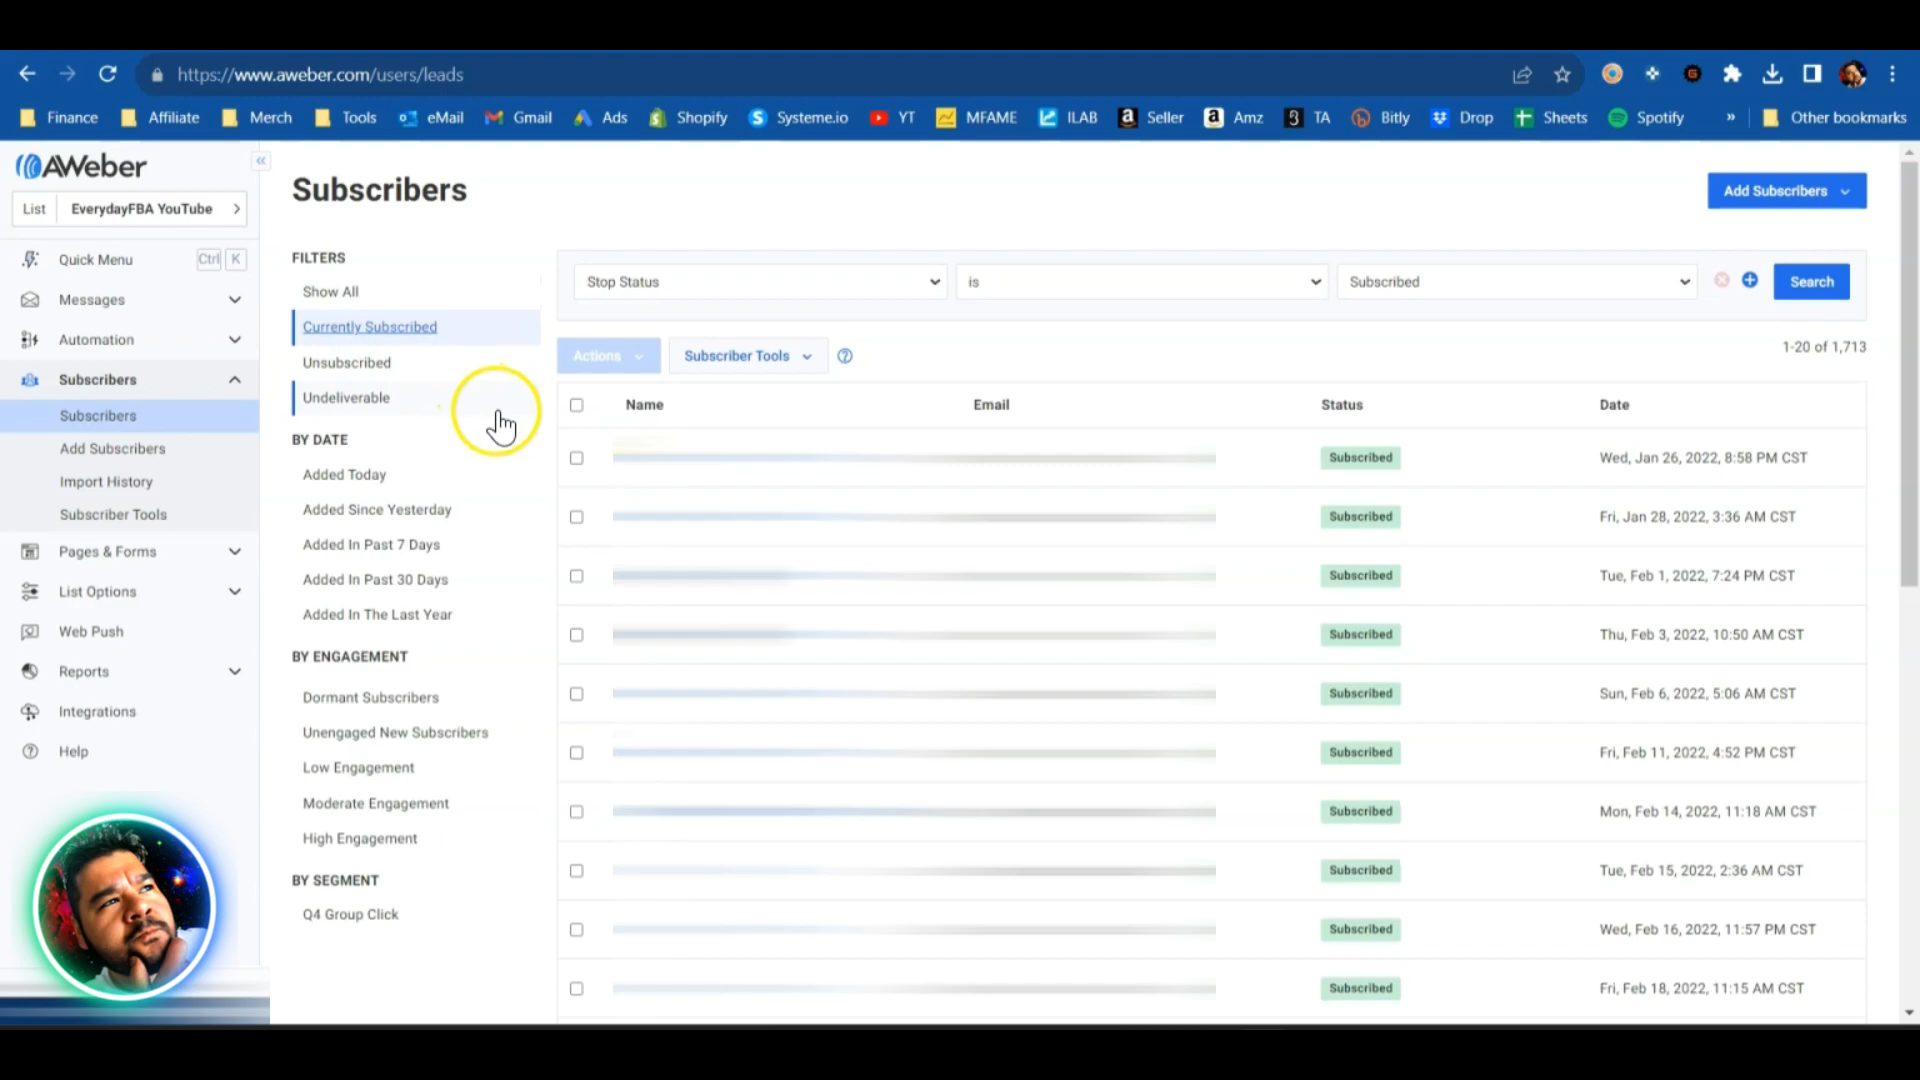 https://www.aweber.com/users/leads
Finance Affiliate Merch Tools eMail Gmail Ads Shopify Systeme.io YT MFAME ILAB Seller Amz TA Bitly Drop Sheets Spotify » Other bookmarks
AWeber
List EverydayFBA YouTube
Quick Menu Ctrl K
Messages
Automation
Subscribers
Subscribers
Add Subscribers
Import History
Subscriber Tools
Pages & Forms
List Options
Web Push
Reports
Integrations
Help
Subscribers
Add Subscribers
FILTERS
Show All
Currently Subscribed
Unsubscribed
Undeliverable
BY DATE
Added Today
Added Since Yesterday
Added In Past 7 Days
Added In Past 30 Days
Added In The Last Year
BY ENGAGEMENT
Dormant Subscribers
Unengaged New Subscribers
Low Engagement
Moderate Engagement
High Engagement
BY SEGMENT
Q4 Group Click
Stop Status is Subscribed Search
Actions Subscriber Tools
1-20 of 1,713
Name Email Status Date
Subscribed Wed, Jan 26, 2022, 8:58 PM CST
Subscribed Fri, Jan 28, 2022, 3:36 AM CST
Subscribed Tue, Feb 1, 2022, 7:24 PM CST
Subscribed Thu, Feb 3, 2022, 10:50 AM CST
Subscribed Sun, Feb 6, 2022, 5:06 AM CST
Subscribed Fri, Feb 11, 2022, 4:52 PM CST
Subscribed Mon, Feb 14, 2022, 11:18 AM CST
Subscribed Tue, Feb 15, 2022, 2:36 AM CST
Subscribed Wed, Feb 16, 2022, 11:57 PM CST
Subscribed Fri, Feb 18, 2022, 11:15 AM CST